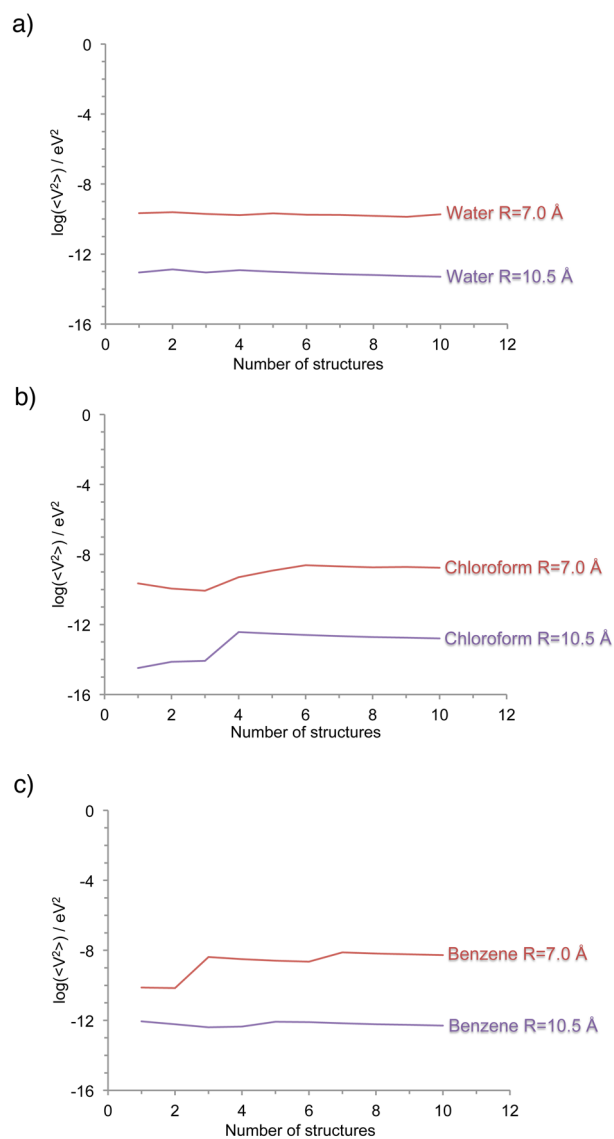 a)
log(<V²>) / eV²
0
-4
-8
-12
-16
Water R=7.0 Å
Water R=10.5 Å
0 2 4 6 8 10 12
Number of structures
b)
log(<V²>) / eV²
0
-4
-8
-12
-16
Chloroform R=7.0 Å
Chloroform R=10.5 Å
0 2 4 6 8 10 12
Number of structures
c)
log(<V²>) / eV²
0
-4
-8
-12
-16
Benzene R=7.0 Å
Benzene R=10.5 Å
0 2 4 6 8 10 12
Number of structures